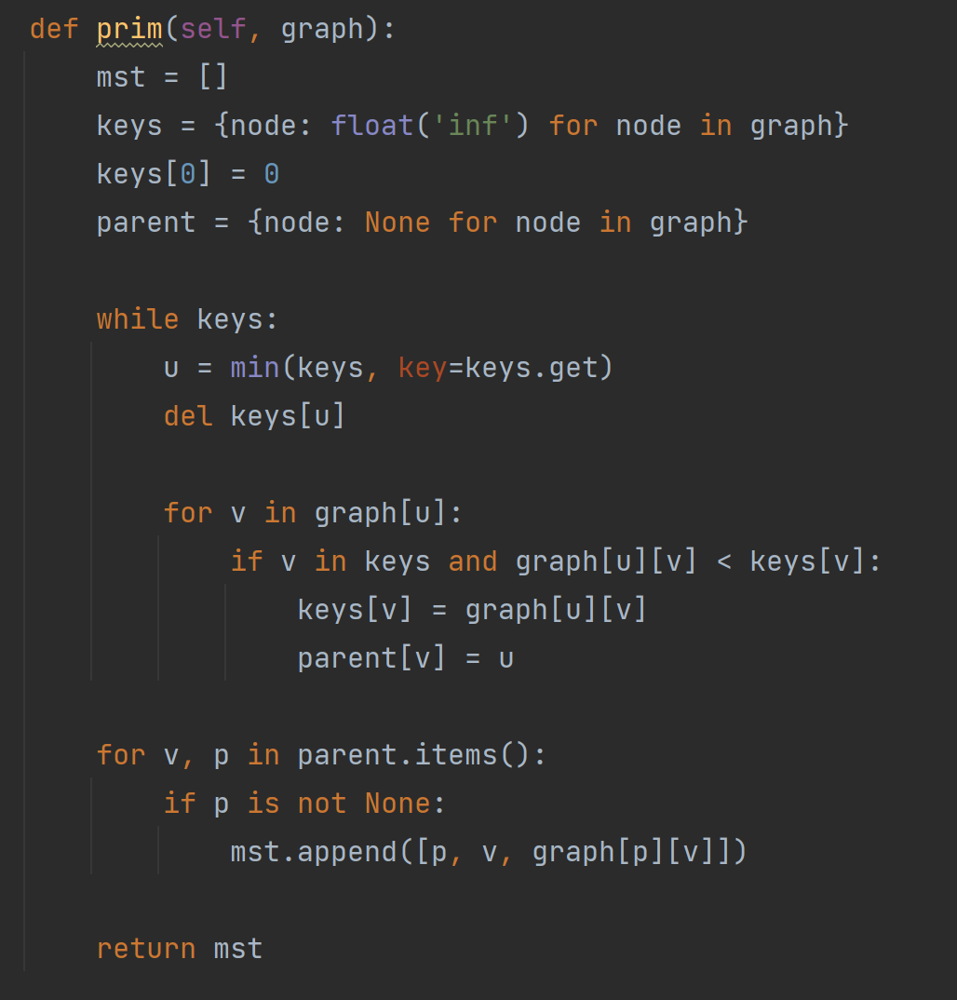 def prim(self, graph):
    mst = []
    keys = {node: float('inf') for node in graph}
    keys[0] = 0
    parent = {node: None for node in graph}

    while keys:
        u = min(keys, key=keys.get)
        del keys[u]

        for v in graph[u]:
            if v in keys and graph[u][v] < keys[v]:
                keys[v] = graph[u][v]
                parent[v] = u

    for v, p in parent.items():
        if p is not None:
            mst.append([p, v, graph[p][v]])

    return mst